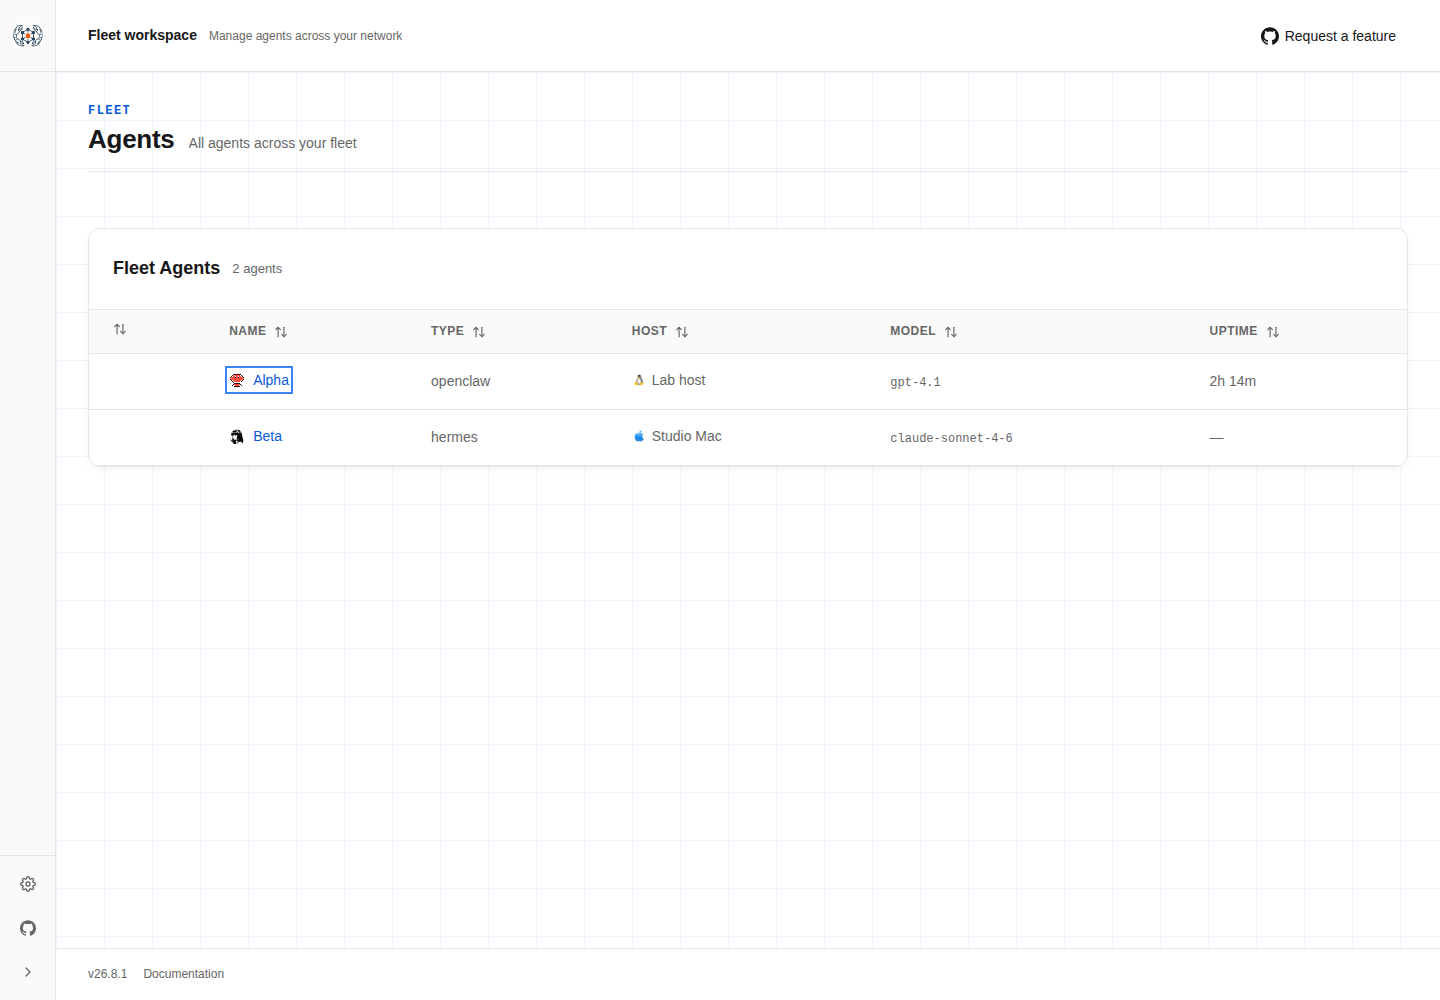 Fleet workspace Manage agents across your network
Request a feature
FLEET
Agents All agents across your fleet
Fleet Agents 2 agents
NAME TYPE HOST MODEL UPTIME
Alpha openclaw Lab host gpt-4.1 2h 14m
Beta hermes Studio Mac claude-sonnet-4-6 —
v26.8.1 Documentation